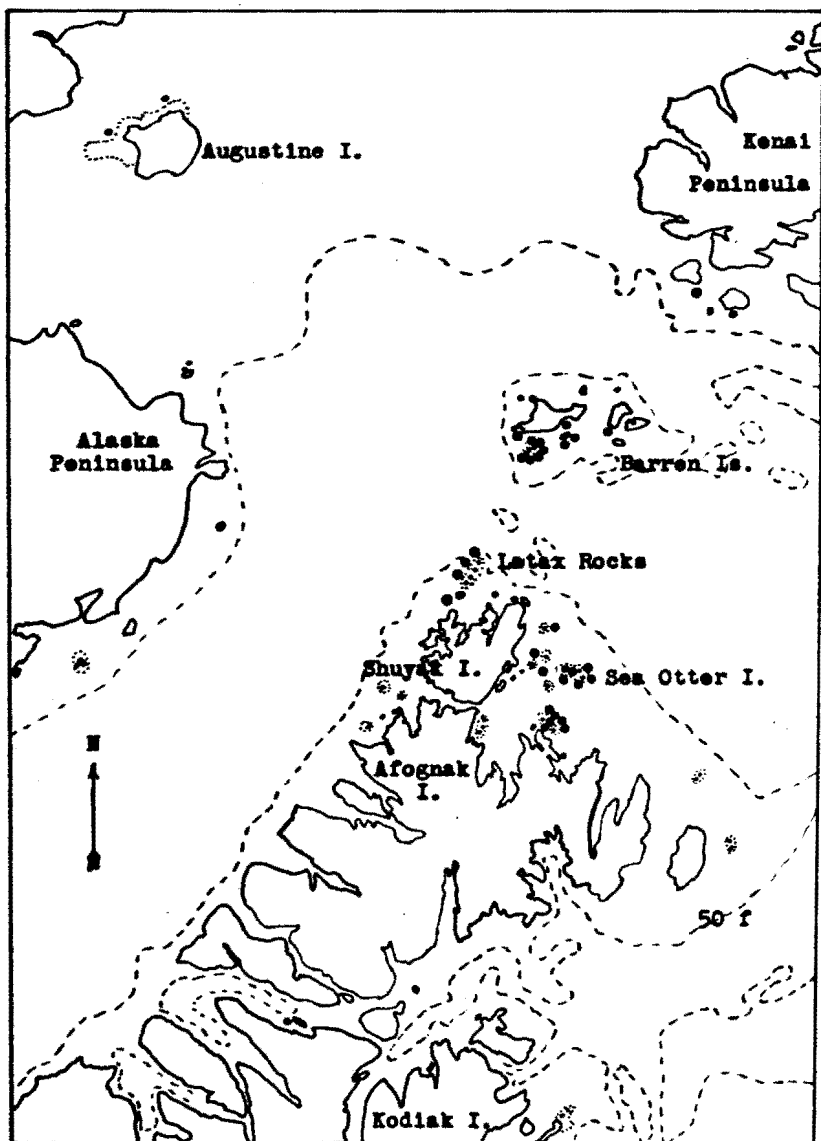 Augustine I.
Kenai
Peninsula
Alaska
Peninsula
Barren Is.
Latax Rocks
Shuyak I.
Sea Otter I.
N
Afognak
I.
50 f
Kodiak I.